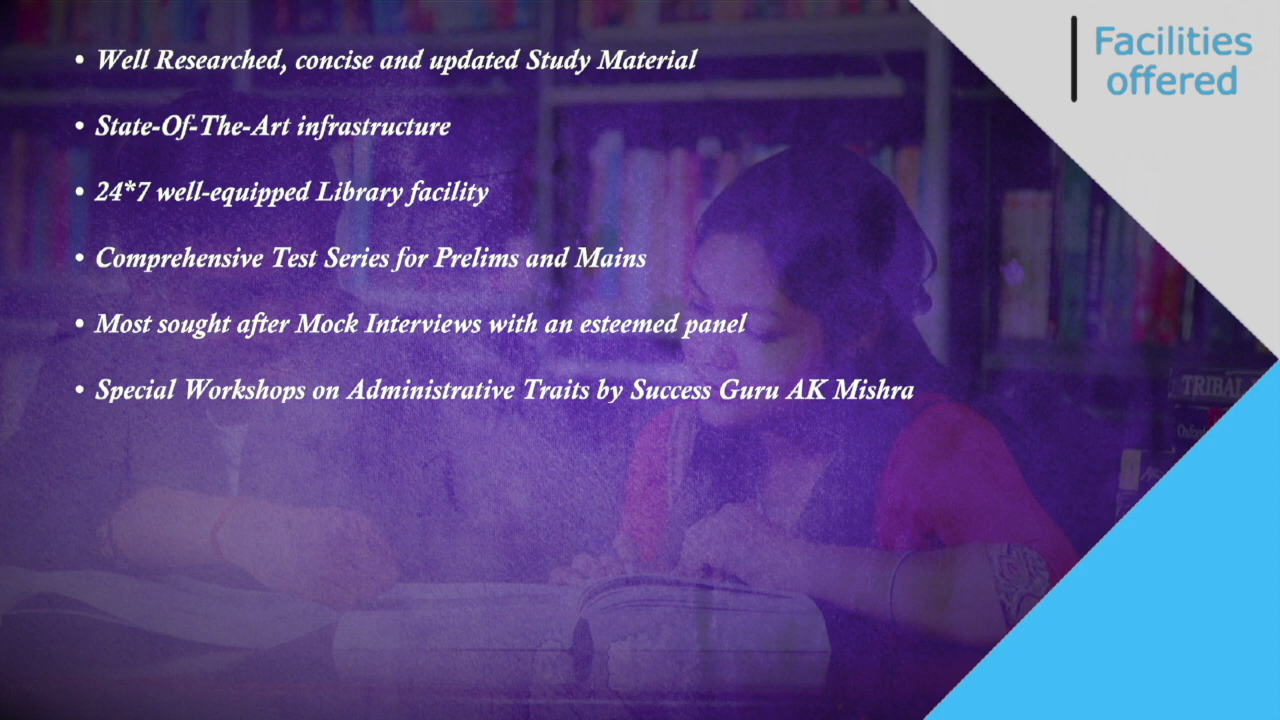 Facilities
offered
• Well Researched, concise and updated Study Material
• State-Of-The-Art infrastructure
• 24*7 well-equipped Library facility
• Comprehensive Test Series for Prelims and Mains
• Most sought after Mock Interviews with an esteemed panel
• Special Workshops on Administrative Traits by Success Guru AK Mishra
TRIBAL